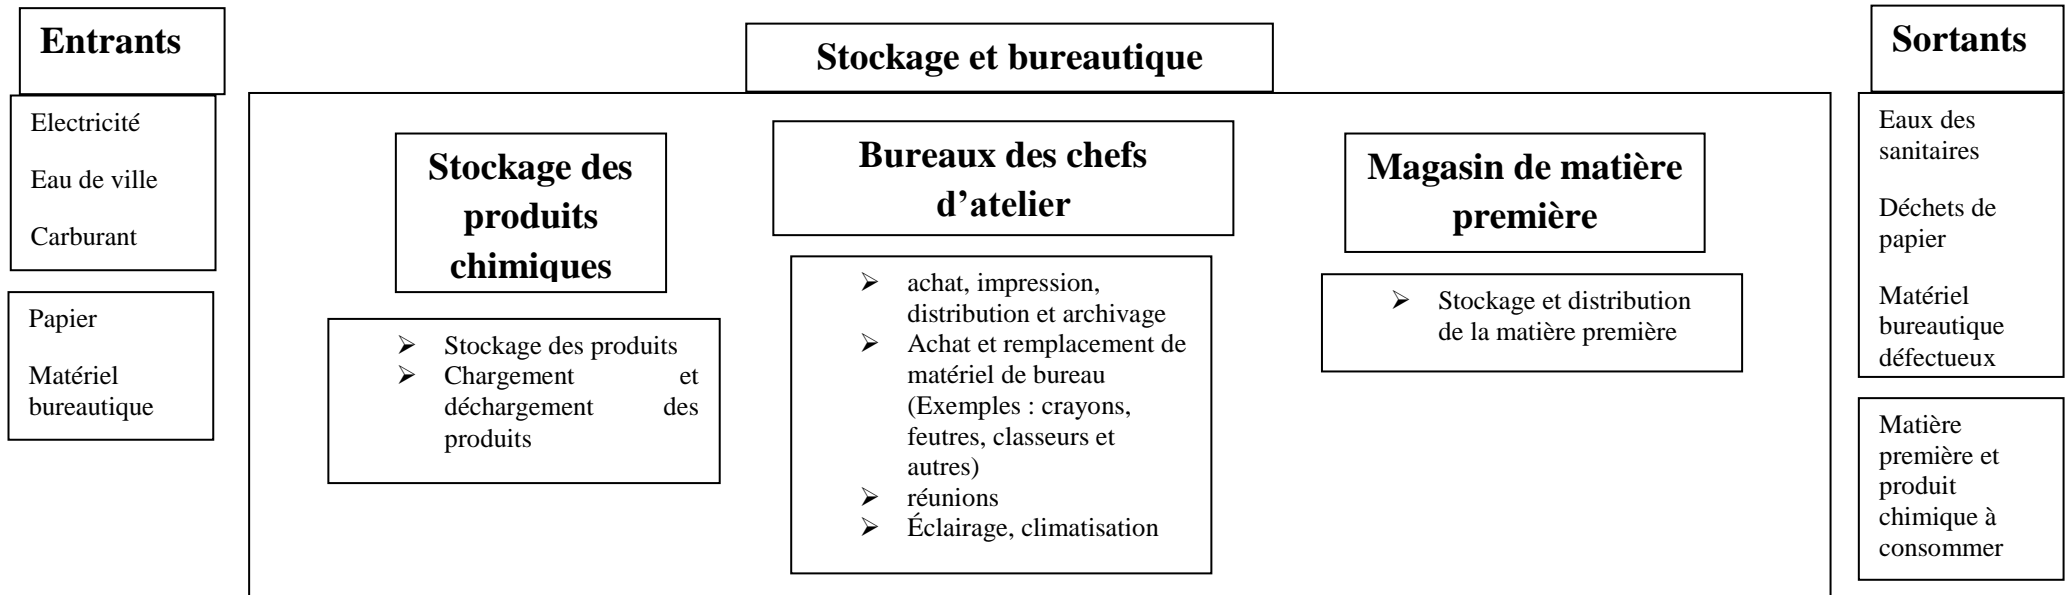 Entrants
Electricité
Eau de ville
Carburant
Papier
Matériel
bureautique
Stockage et bureautique
Stockage des
produits
chimiques
➢ Stockage des produits
➢ Chargement et
déchargement des
produits
Bureaux des chefs
d’atelier
➢ achat, impression,
distribution et archivage
➢ Achat et remplacement de
matériel de bureau
(Exemples : crayons,
feutres, classeurs et
autres)
➢ réunions
➢ Éclairage, climatisation
Magasin de matière
première
➢ Stockage et distribution
de la matière première
Sortants
Eaux des
sanitaires
Déchets de
papier
Matériel
bureautique
défectueux
Matière
première et
produit
chimique à
consommer